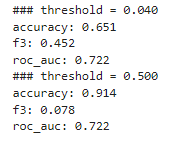 ### threshold = 0.040
accuracy: 0.651
f3: 0.452
roc_auc: 0.722
### threshold = 0.500
accuracy: 0.914
f3: 0.078
roc_auc: 0.722